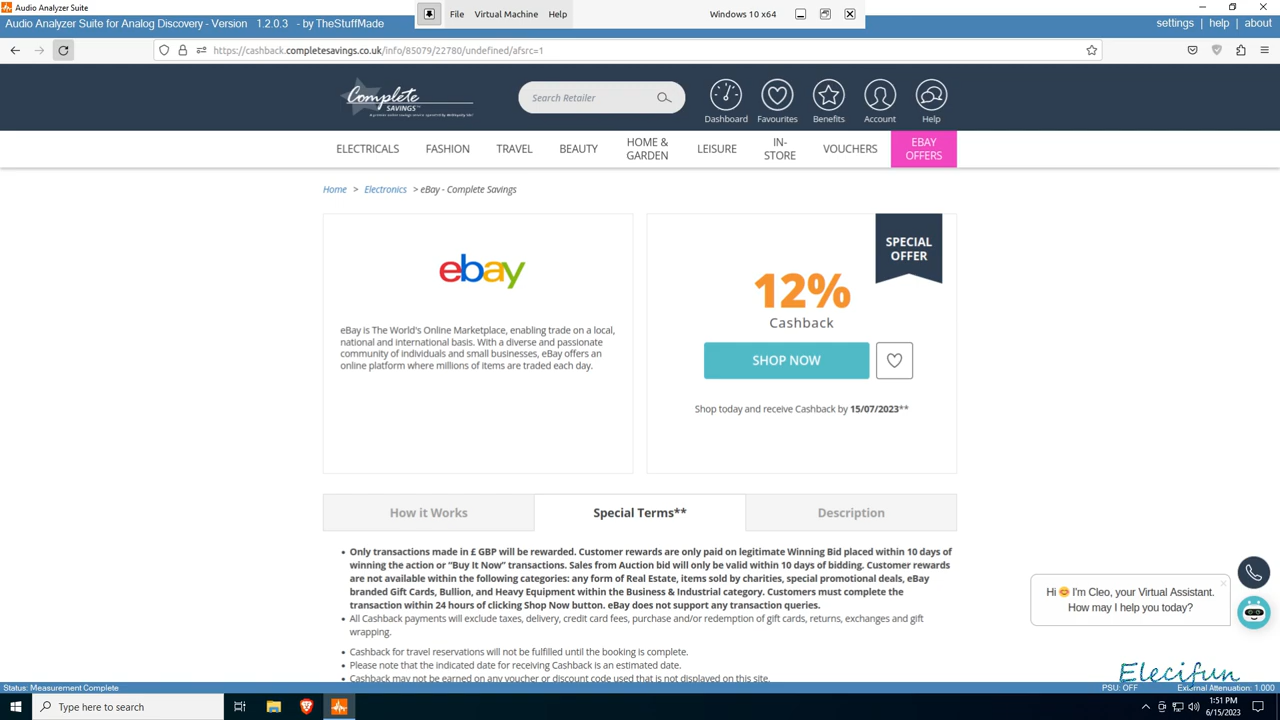 Audio Analyzer Suite
File Virtual Machine Help Windows 10 x64
Audio Analyzer Suite for Analog Discovery - Version 1.2.0.3 - by TheStuffMade
settings | help | about
https://cashback.completesavings.co.uk/info/85079/22780/undefined/afsrc=1
Complete
SAVINGS
Search Retailer
Dashboard Favourites Benefits Account Help
ELECTRICALS FASHION TRAVEL BEAUTY HOME & GARDEN LEISURE IN-STORE VOUCHERS EBAY OFFERS
Home > Electronics > eBay - Complete Savings
ebay
eBay is The World's Online Marketplace, enabling trade on a local,
national and international basis. With a diverse and passionate
community of individuals and small businesses, eBay offers an
online platform where millions of items are traded each day.
SPECIAL
OFFER
12%
Cashback
SHOP NOW
Shop today and receive Cashback by 15/07/2023**
How it Works Special Terms** Description
• Only transactions made in £ GBP will be rewarded. Customer rewards are only paid on legitimate Winning Bid placed within 10 days of
winning the action or “Buy It Now” transactions. Sales from Auction bid will only be valid within 10 days of bidding. Customer rewards
are not available within the following categories: any form of Real Estate, items sold by charities, special promotional deals, eBay
branded Gift Cards, Bullion, and Heavy Equipment within the Business & Industrial category. Customers must complete the
transaction within 24 hours of clicking Shop Now button. eBay does not support any transaction queries.
• All Cashback payments will exclude taxes, delivery, credit card fees, purchase and/or redemption of gift cards, returns, exchanges and gift
wrapping.
• Cashback for travel reservations will not be fulfilled until the booking is complete.
• Please note that the indicated date for receiving Cashback is an estimated date.
• Cashback may not be earned on any voucher or discount code used that is not displayed on this site.
Hi 😊 I'm Cleo, your Virtual Assistant.
How may I help you today?
Elecifun
Status: Measurement Complete
PSU: OFF External Attenuation: 1.000
Type here to search
1:51 PM
6/15/2023